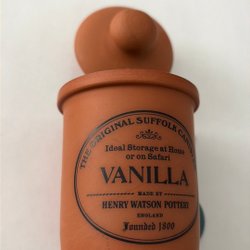 THE ORIGINAL SUFFOLK
Ideal Storage at Home
or on Safari
VANILLA
MADE BY
HENRY WATSON POTTERY
ENGLAND
Founded 1800